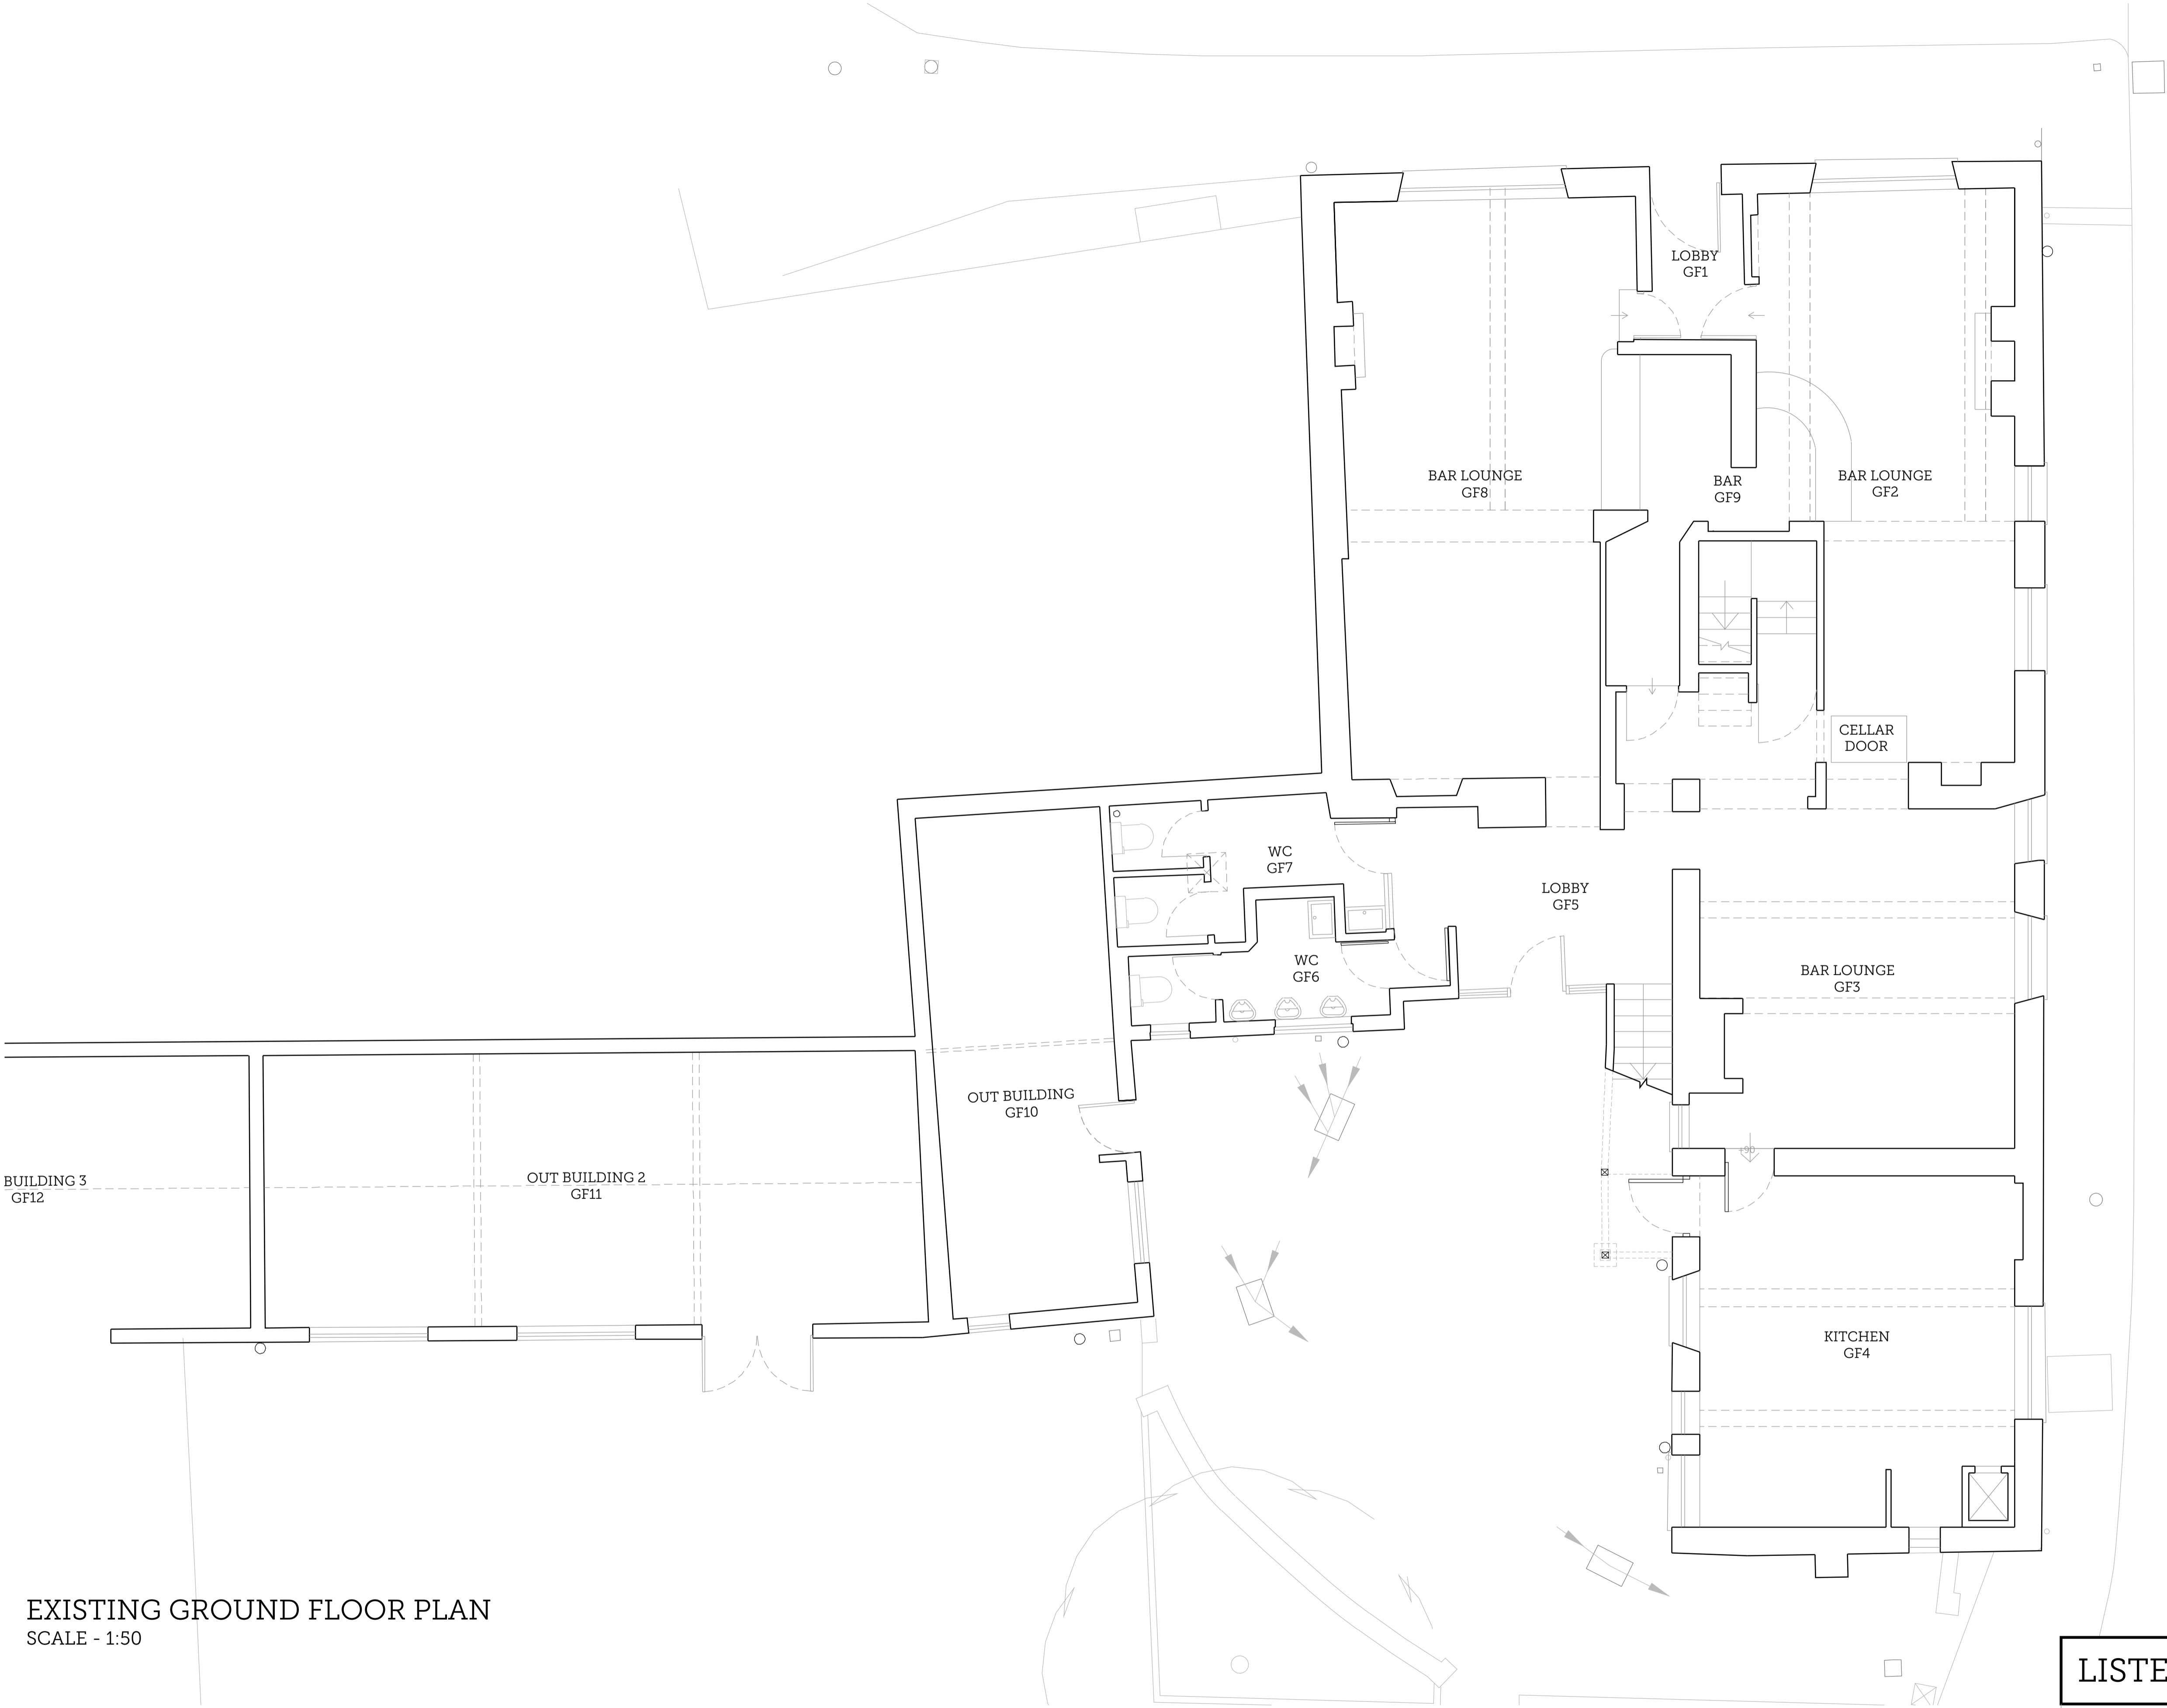 LOBBY
GF1
BAR LOUNGE
GF8
BAR
GF9
BAR LOUNGE
GF2
CELLAR
DOOR
WC
GF7
LOBBY
GF5
WC
GF6
BAR LOUNGE
GF3
OUT BUILDING
GF10
+90
BUILDING 3
GF12
OUT BUILDING 2
GF11
KITCHEN
GF4
EXISTING GROUND FLOOR PLAN
SCALE - 1:50
LISTE